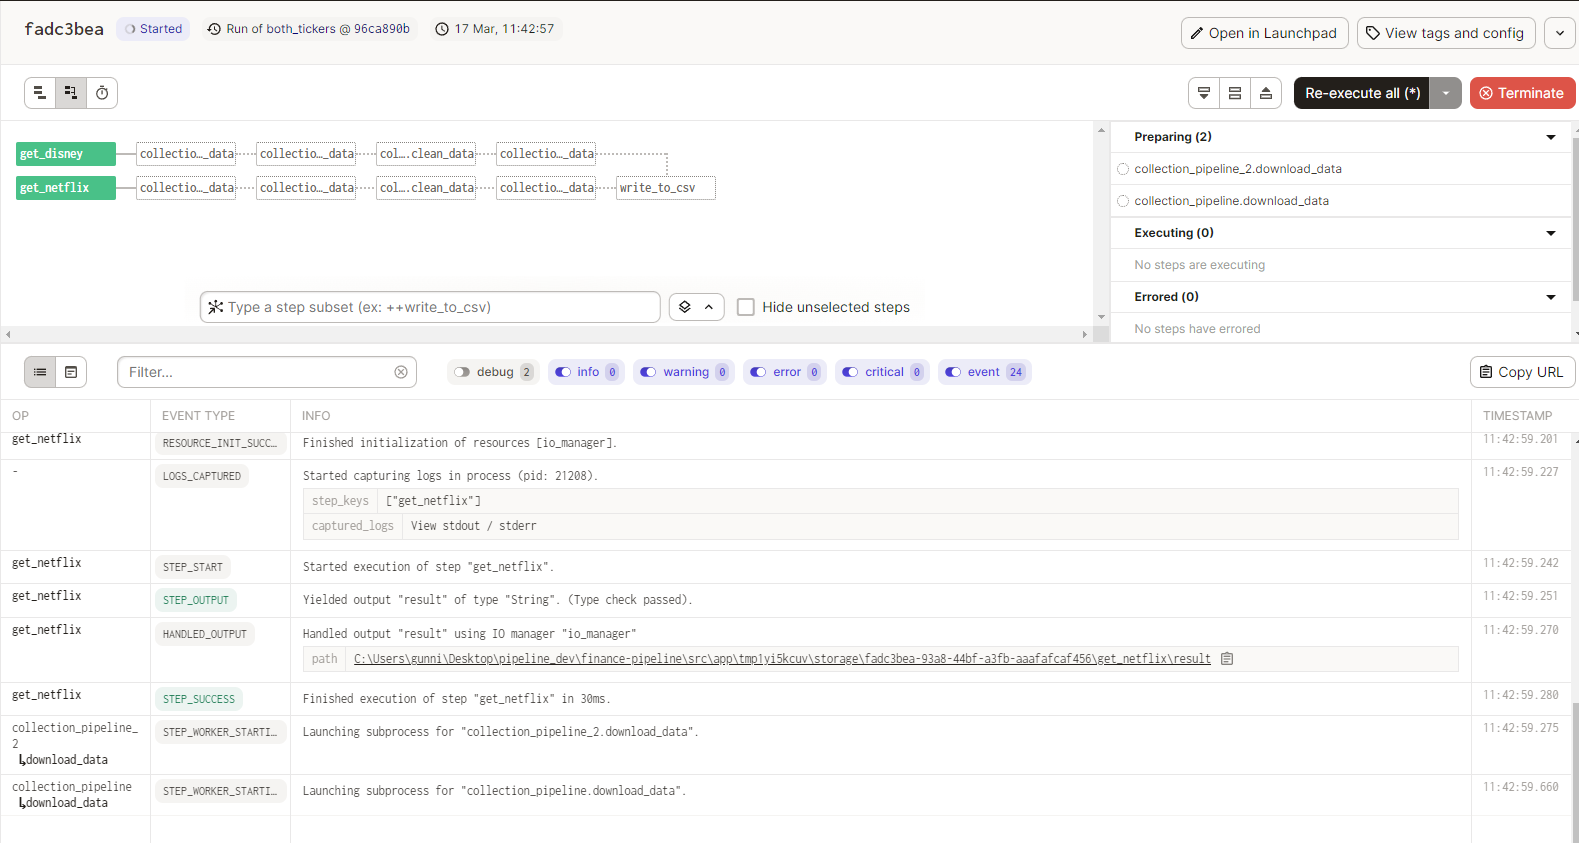 fadc3bea Started Run of both_tickers @ 96ca890b 17 Mar, 11:42:57 Open in Launchpad View tags and config
Re-execute all (*) Terminate
get_disney collectio…_data collectio…_data col….clean_data collectio…_data
get_netflix collectio…_data collectio…_data col….clean_data collectio…_data write_to_csv
Preparing (2)
collection_pipeline_2.download_data
collection_pipeline.download_data
Executing (0)
No steps are executing
Errored (0)
No steps have errored
Type a step subset (ex: ++write_to_csv) Hide unselected steps
Filter... debug 2 info 0 warning 0 error 0 critical 0 event 24 Copy URL
OP EVENT TYPE INFO TIMESTAMP
get_netflix RESOURCE_INIT_SUCC… Finished initialization of resources [io_manager]. 11:42:59.201
- LOGS_CAPTURED Started capturing logs in process (pid: 21208). 11:42:59.227
step_keys ["get_netflix"]
captured_logs View stdout / stderr
get_netflix STEP_START Started execution of step "get_netflix". 11:42:59.242
get_netflix STEP_OUTPUT Yielded output "result" of type "String". (Type check passed). 11:42:59.251
get_netflix HANDLED_OUTPUT Handled output "result" using IO manager "io_manager" 11:42:59.270
path C:\Users\gunni\Desktop\pipeline_dev\finance-pipeline\src\app\tmp1yi5kcuv\storage\fadc3bea-93a8-44bf-a3fb-aaafafcaf456\get_netflix\result
get_netflix STEP_SUCCESS Finished execution of step "get_netflix" in 30ms. 11:42:59.280
collection_pipeline_ STEP_WORKER_STARTI… Launching subprocess for "collection_pipeline_2.download_data". 11:42:59.275
2
download_data
collection_pipeline STEP_WORKER_STARTI… Launching subprocess for "collection_pipeline.download_data". 11:42:59.660
download_data